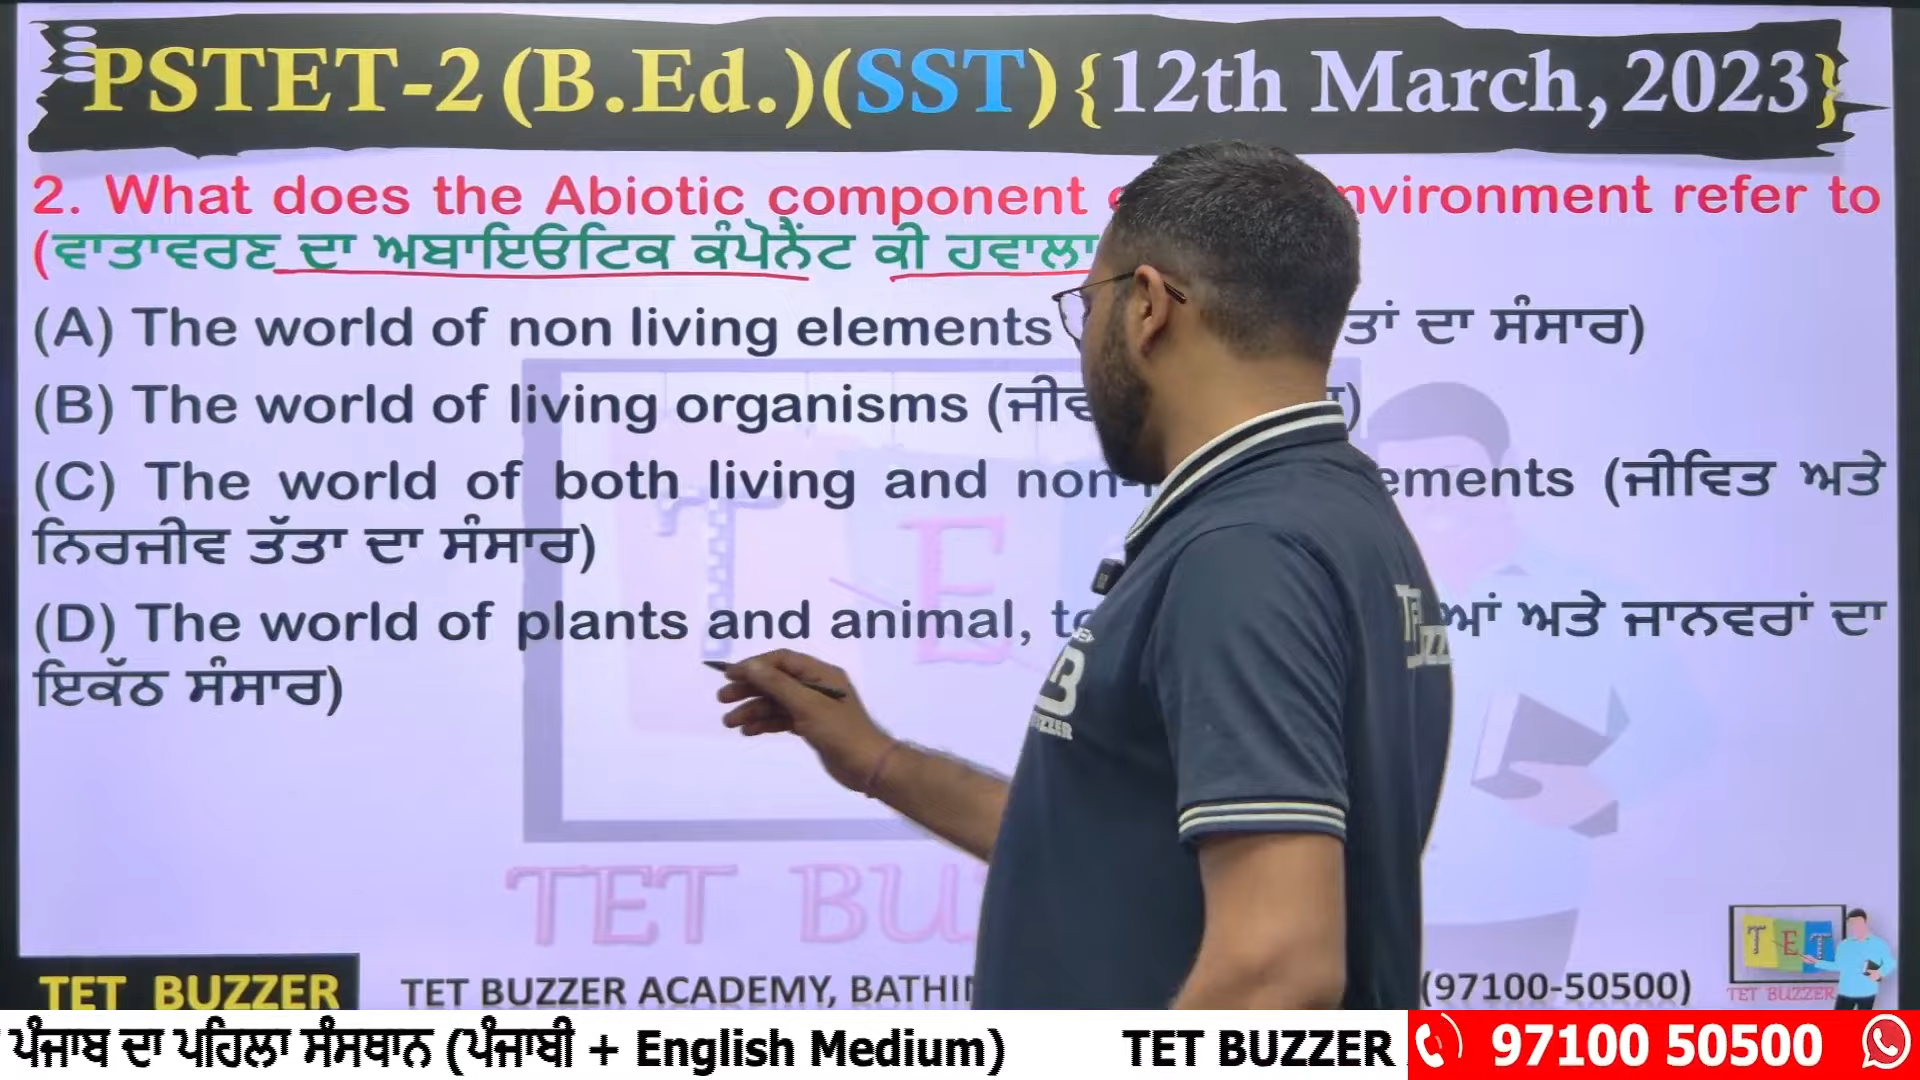 PSTET-2 (B.Ed.)(SST) {12th March, 2023}
2. What does the Abiotic component nvironment refer to
(ਵਾਤਾਵਰਣ ਦਾ ਅਬਾਇਓਟਿਕ ਕੰਪੋਨੈਂਟ ਕੀ ਹਵਾਲਾ
(A) The world of non living elements ਦਾ ਸੰਸਾਰ)
(B) The world of living organisms
(C) The world of both living and ements (ਜੀਵਿਤ ਅਤੇ
ਨਿਰਜੀਵ ਤੱਤਾ ਦਾ ਸੰਸਾਰ)
(D) The world of plants and animal, ਅਤੇ ਜਾਨਵਰਾਂ ਦਾ
ਇਕੱਠ ਸੰਸਾਰ)
TET BUZZER
TET BUZZER ACADEMY, (97100-50500)
TET
TET BUZZER
ਪੰਜਾਬ ਦਾ ਪਹਿਲਾ ਸੰਸਥਾਨ (ਪੰਜਾਬੀ + English Medium) TET BUZZER 97100 50500